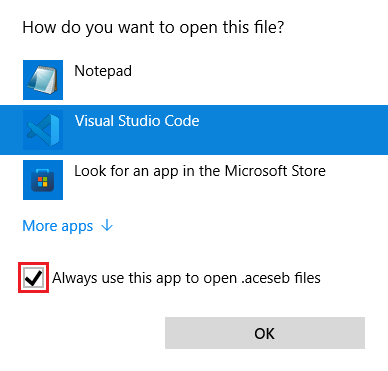 How do you want to open this file?
Notepad
Visual Studio Code
Look for an app in the Microsoft Store
More apps ↓
Always use this app to open .aceseb files
OK